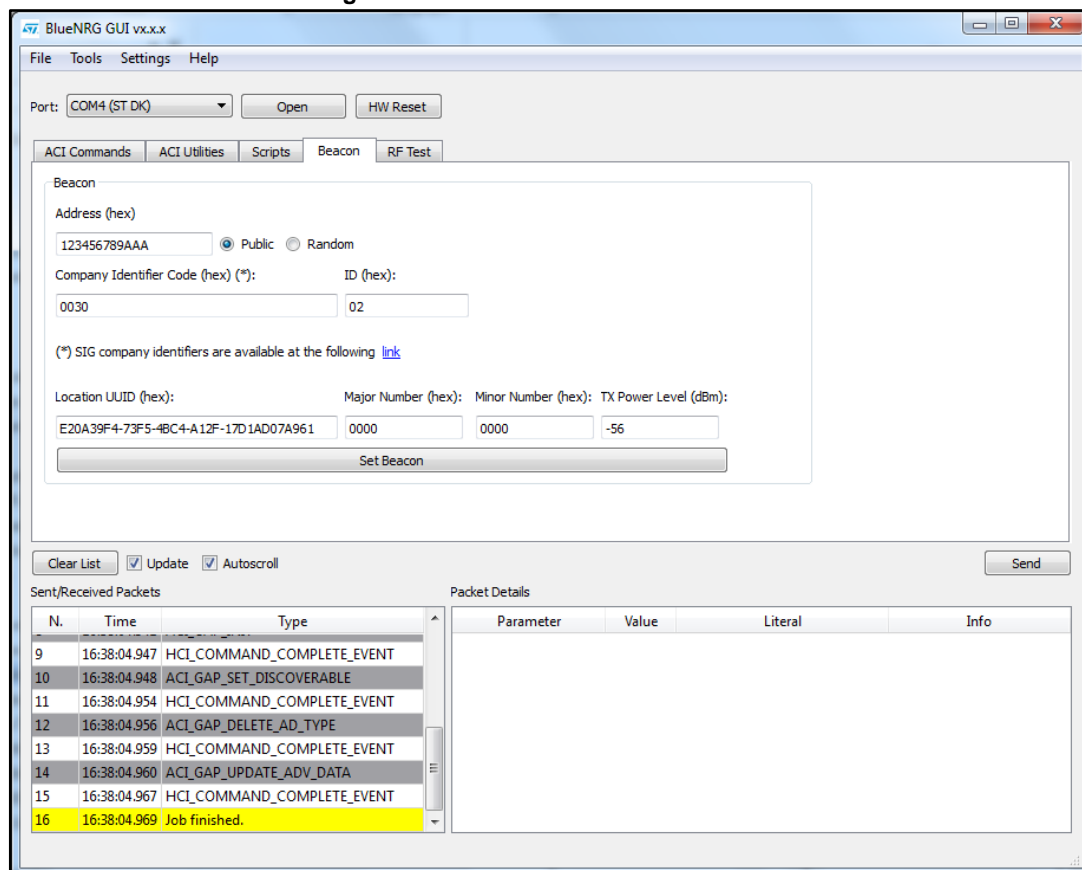 BlueNRG GUI vx.x.x
File Tools Settings Help
Port: COM4 (ST DK) Open HW Reset
ACI Commands ACI Utilities Scripts Beacon RF Test
Beacon
Address (hex)
123456789AAA Public Random
Company Identifier Code (hex) (*): ID (hex):
0030 02
(*) SIG company identifiers are available at the following link
Location UUID (hex): Major Number (hex): Minor Number (hex): TX Power Level (dBm):
E20A39F4-73F5-4BC4-A12F-17D1AD07A961 0000 0000 -56
Set Beacon
Clear List Update Autoscroll Send
Sent/Received Packets Packet Details
N. Time Type Parameter Value Literal Info
9 16:38:04.947 HCI_COMMAND_COMPLETE_EVENT
10 16:38:04.948 ACI_GAP_SET_DISCOVERABLE
11 16:38:04.954 HCI_COMMAND_COMPLETE_EVENT
12 16:38:04.956 ACI_GAP_DELETE_AD_TYPE
13 16:38:04.959 HCI_COMMAND_COMPLETE_EVENT
14 16:38:04.960 ACI_GAP_UPDATE_ADV_DATA
15 16:38:04.967 HCI_COMMAND_COMPLETE_EVENT
16 16:38:04.969 Job finished.